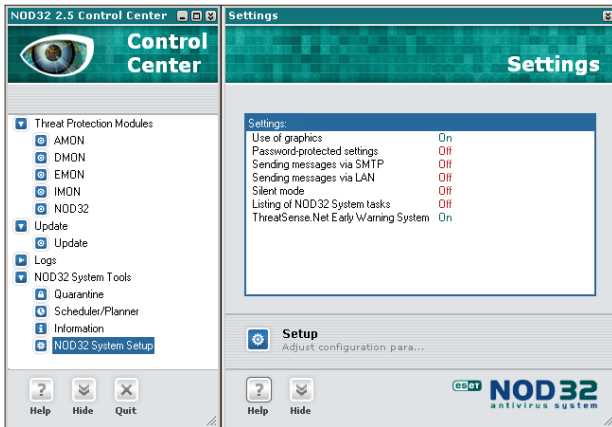 NOD32 2.5 Control Center
Control
Center
Threat Protection Modules
AMON
DMON
EMON
IMON
NOD32
Update
Update
Logs
NOD32 System Tools
Quarantine
Scheduler/Planner
Information
NOD32 System Setup
?
Help
Hide
Quit
Settings
Settings
Settings:
Use of graphics On
Password-protected settings Off
Sending messages via SMTP Off
Sending messages via LAN Off
Silent mode Off
Listing of NOD32 System tasks Off
ThreatSense.Net Early Warning System On
Setup
Adjust configuration para...
?
Help
Hide
eseT NOD32
antivirus system